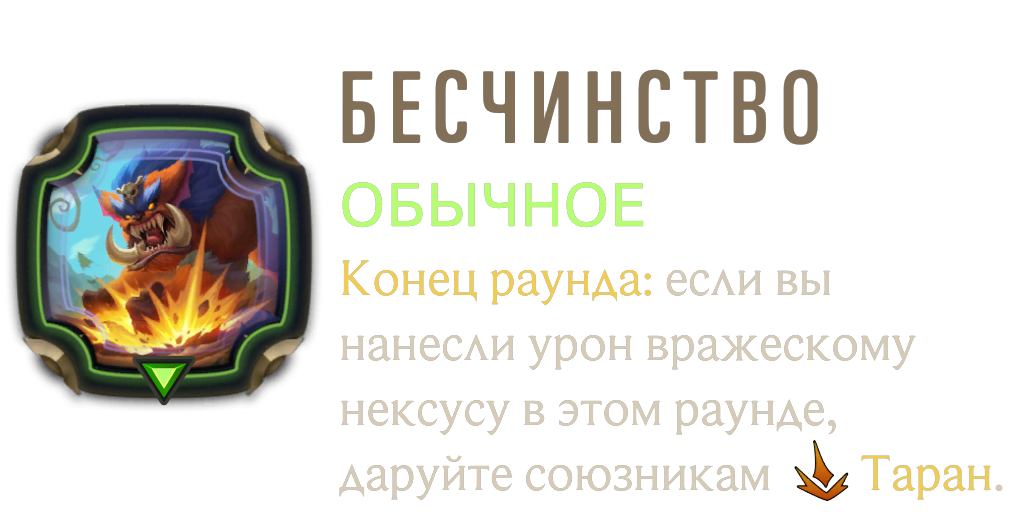 БЕСЧИНСТВО
ОБЫЧНОЕ
Конец раунда: если вы
нанесли урон вражескому
нексусу в этом раунде,
даруйте союзникам Таран.